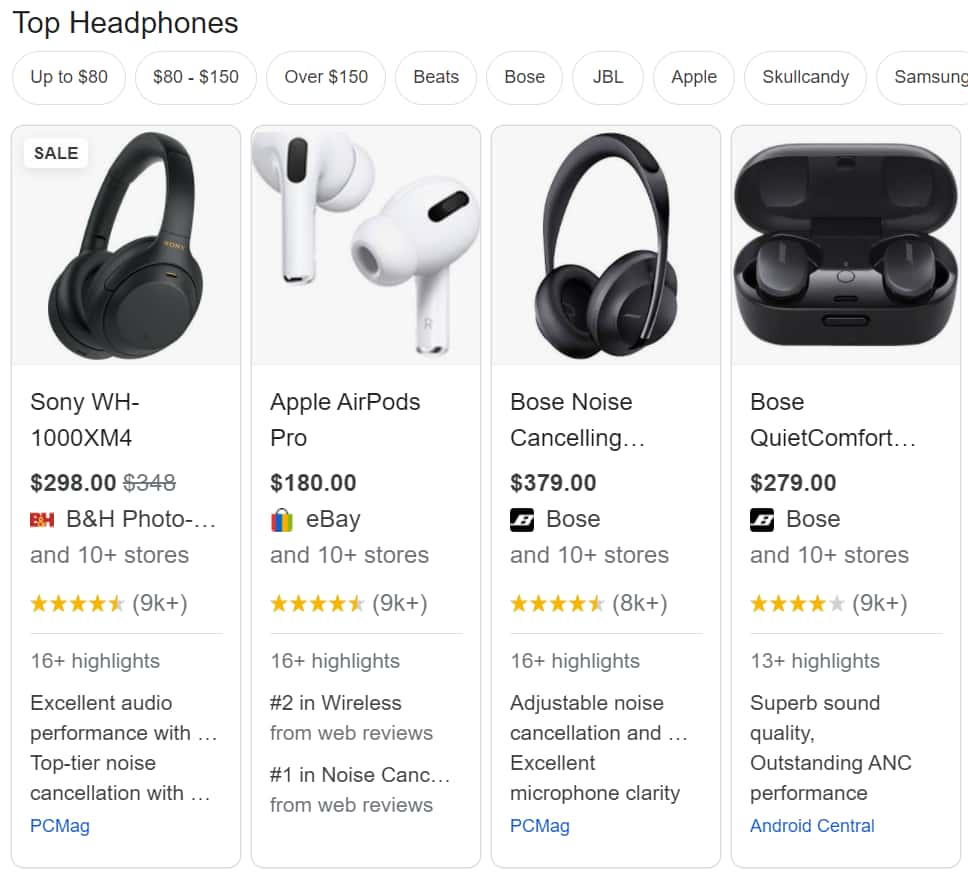 Top Headphones
Up to $80
$80 - $150
Over $150
Beats
Bose
JBL
Apple
Skullcandy
Samsung
SALE
SONY
Sony WH-
1000XM4
$298.00 $348
B&H B&H Photo-...
and 10+ stores
(9k+)
16+ highlights
Excellent audio
performance with ...
Top-tier noise
cancellation with ...
PCMag
R
Apple AirPods
Pro
$180.00
eBay
and 10+ stores
(9k+)
16+ highlights
#2 in Wireless
from web reviews
#1 in Noise Canc...
from web reviews
Bose Noise
Cancelling...
$379.00
Bose
and 10+ stores
(8k+)
16+ highlights
Adjustable noise
cancellation and ...
Excellent
microphone clarity
PCMag
Bose
QuietComfort...
$279.00
Bose
and 10+ stores
(9k+)
13+ highlights
Superb sound
quality,
Outstanding ANC
performance
Android Central